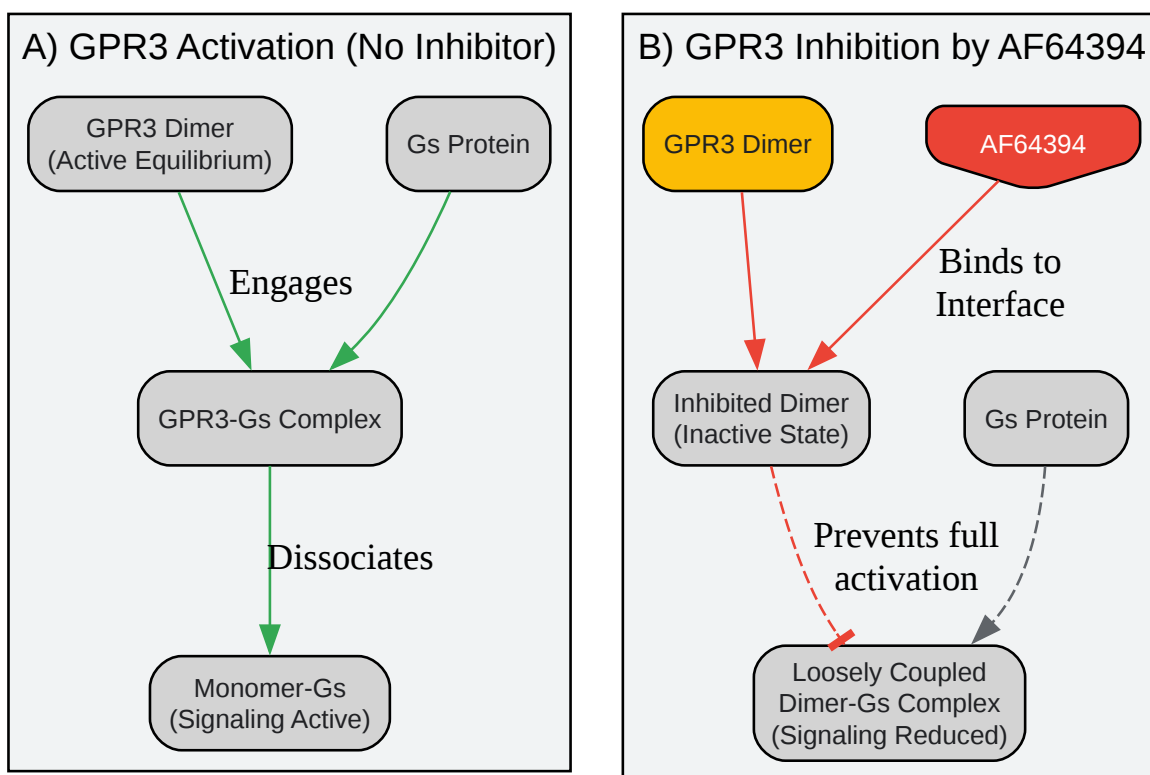 A) GPR3 Activation (No Inhibitor)
GPR3 Dimer
(Active Equilibrium)
Gs Protein
Engages
GPR3-Gs Complex
Dissociates
Monomer-Gs
(Signaling Active)
B) GPR3 Inhibition by AF64394
GPR3 Dimer
AF64394
Binds to
Interface
Inhibited Dimer
(Inactive State)
Gs Protein
Prevents full
activation
Loosely Coupled
Dimer-Gs Complex
(Signaling Reduced)